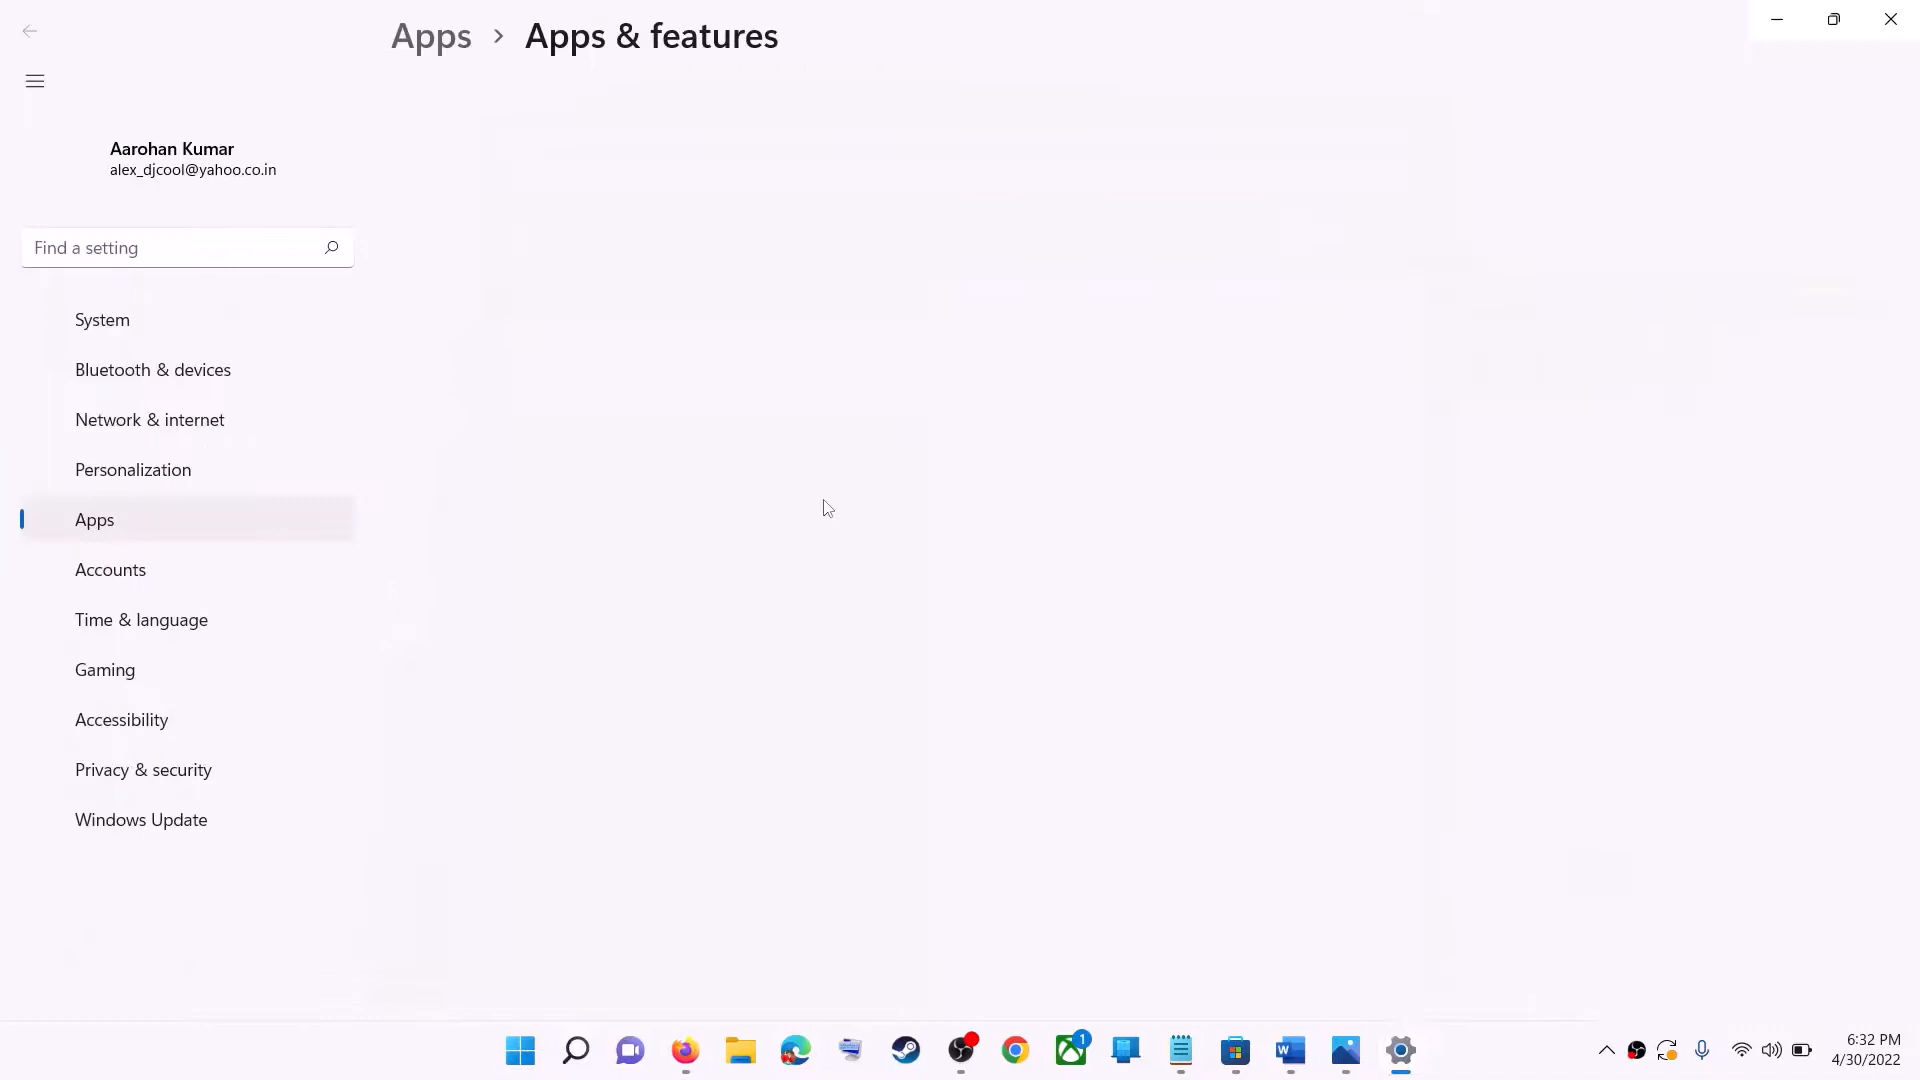 Apps > Apps & features
Aarohan Kumar
alex_djcool@yahoo.co.in
Find a setting
System
Bluetooth & devices
Network & internet
Personalization
Apps
Accounts
Time & language
Gaming
Accessibility
Privacy & security
Windows Update
1
6:32 PM
4/30/2022